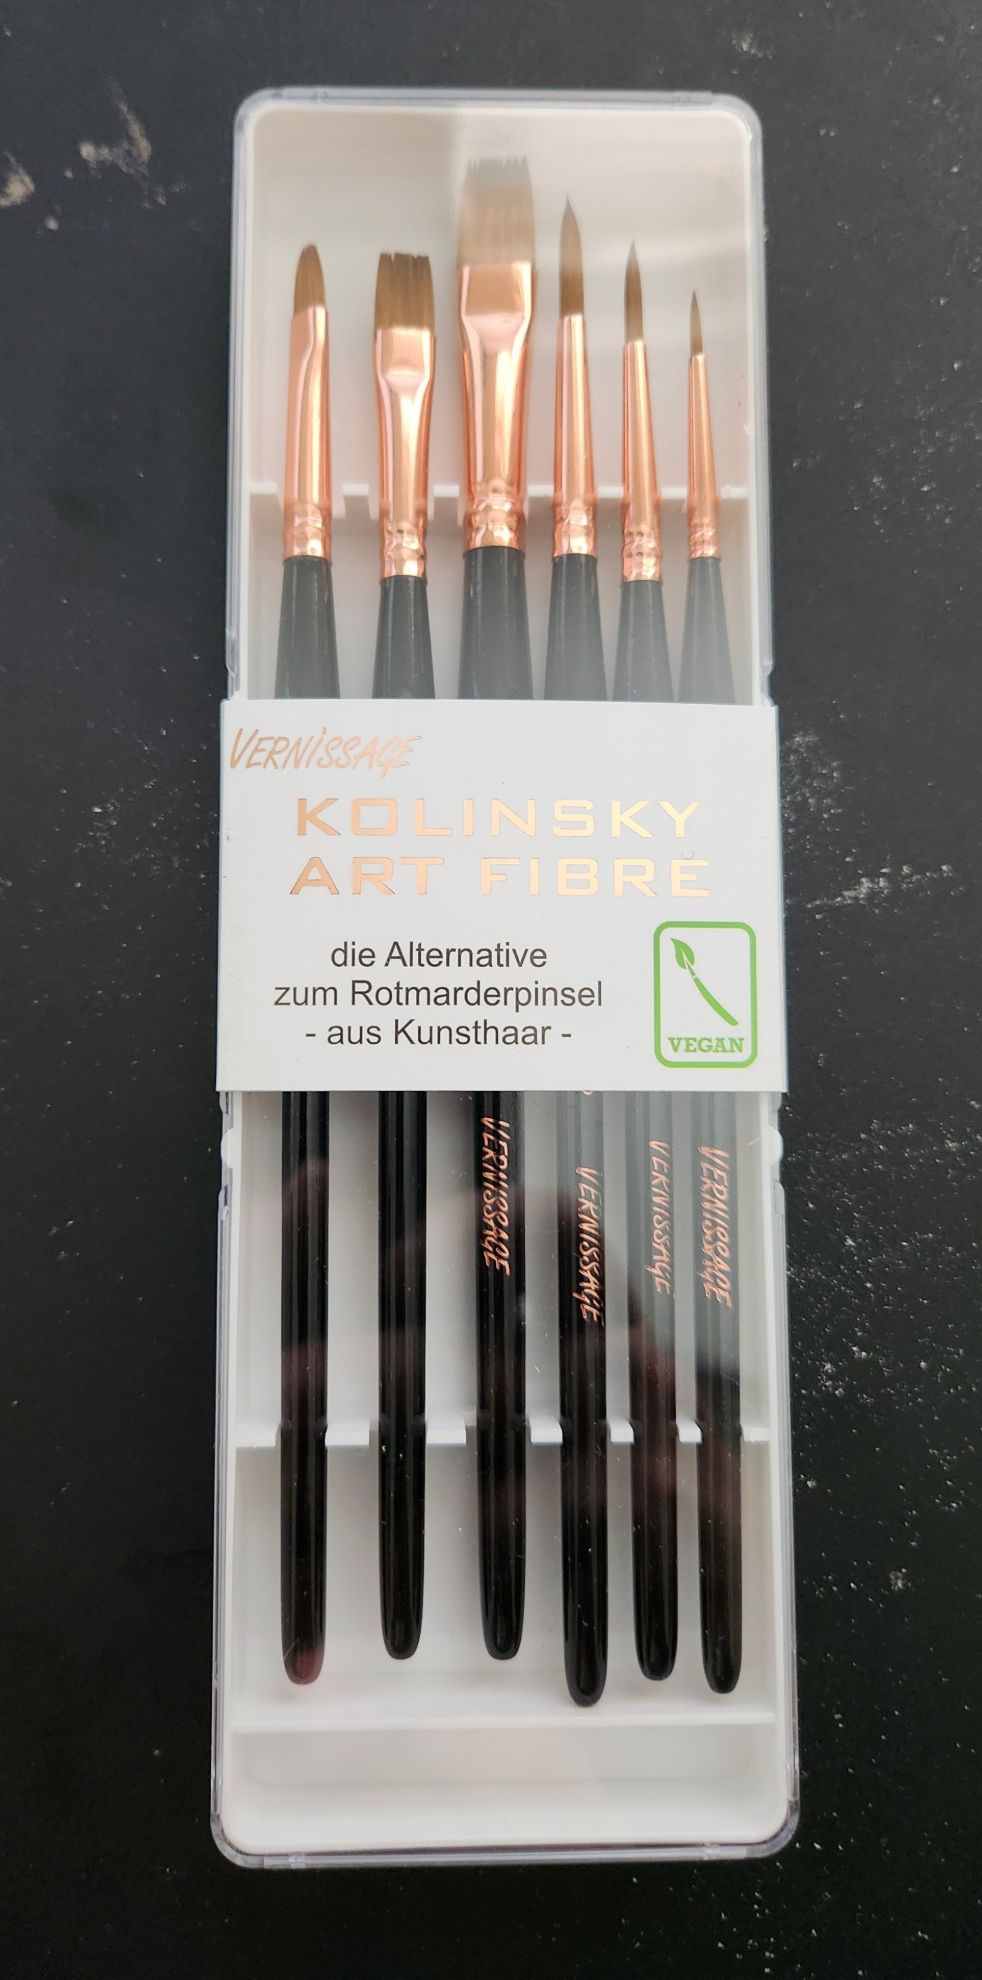 VERNiSSAGE
KOLINSKY
ART FIBRE
die Alternative
zum Rotmarderpinsel
- aus Kunsthaar -
VEGAN
VERNISSAGE
VERNISSAGE
VERNISSAGE
VERNISSAGE